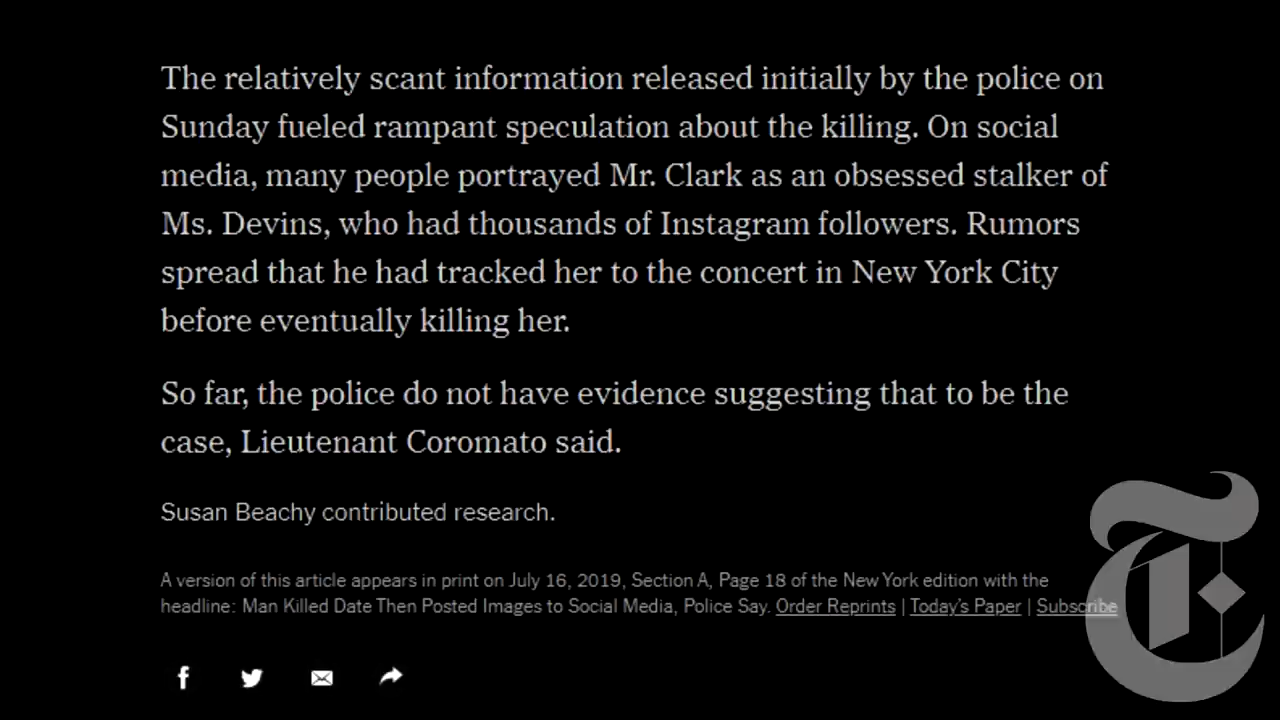 The relatively scant information released initially by the police on
Sunday fueled rampant speculation about the killing. On social
media, many people portrayed Mr. Clark as an obsessed stalker of
Ms. Devins, who had thousands of Instagram followers. Rumors
spread that he had tracked her to the concert in New York City
before eventually killing her.
So far, the police do not have evidence suggesting that to be the
case, Lieutenant Coromato said.
Susan Beachy contributed research.
A version of this article appears in print on July 16, 2019, Section A, Page 18 of the New York edition with the
headline: Man Killed Date Then Posted Images to Social Media, Police Say. Order Reprints | Today's Paper | Subscribe
T